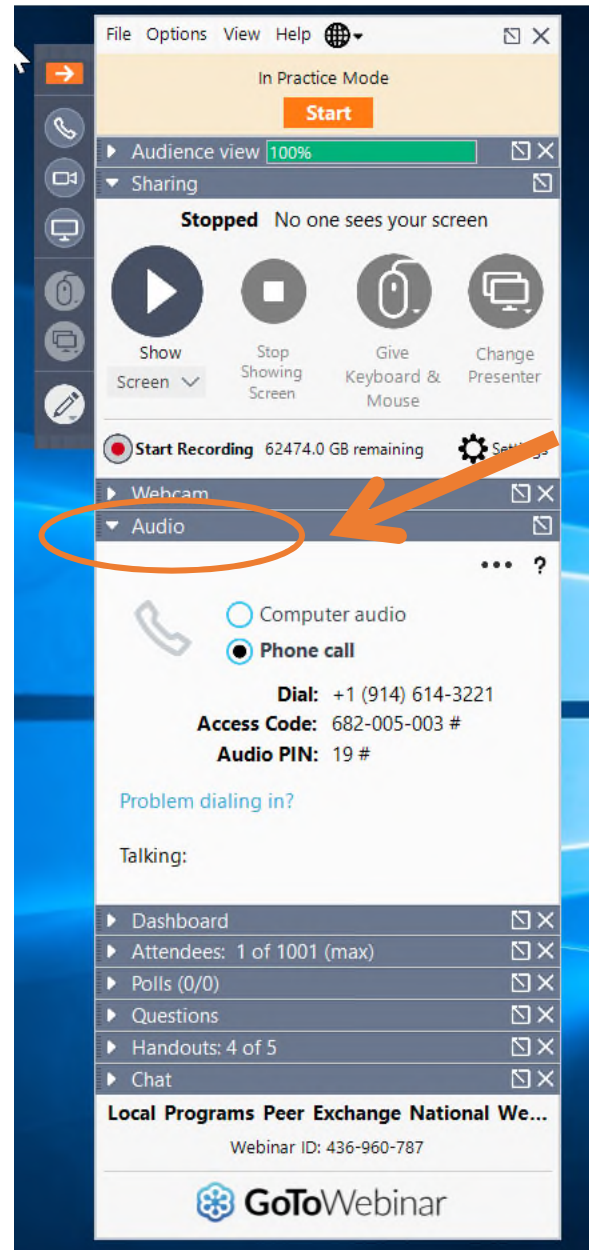 File Options View Help
In Practice Mode
Start
Audience view 100%
Sharing
Stopped No one sees your screen
Show
Screen
Stop
Showing
Screen
Give
Keyboard &
Mouse
Change
Presenter
Start Recording 62474.0 GB remaining Settings
Webcam
Audio
... ?
Computer audio
Phone call
Dial: +1 (914) 614-3221
Access Code: 682-005-003 #
Audio PIN: 19 #
Problem dialing in?
Talking:
Dashboard
Attendees: 1 of 1001 (max)
Polls (0/0)
Questions
Handouts: 4 of 5
Chat
Local Programs Peer Exchange National We...
Webinar ID: 436-960-787
GoToWebinar